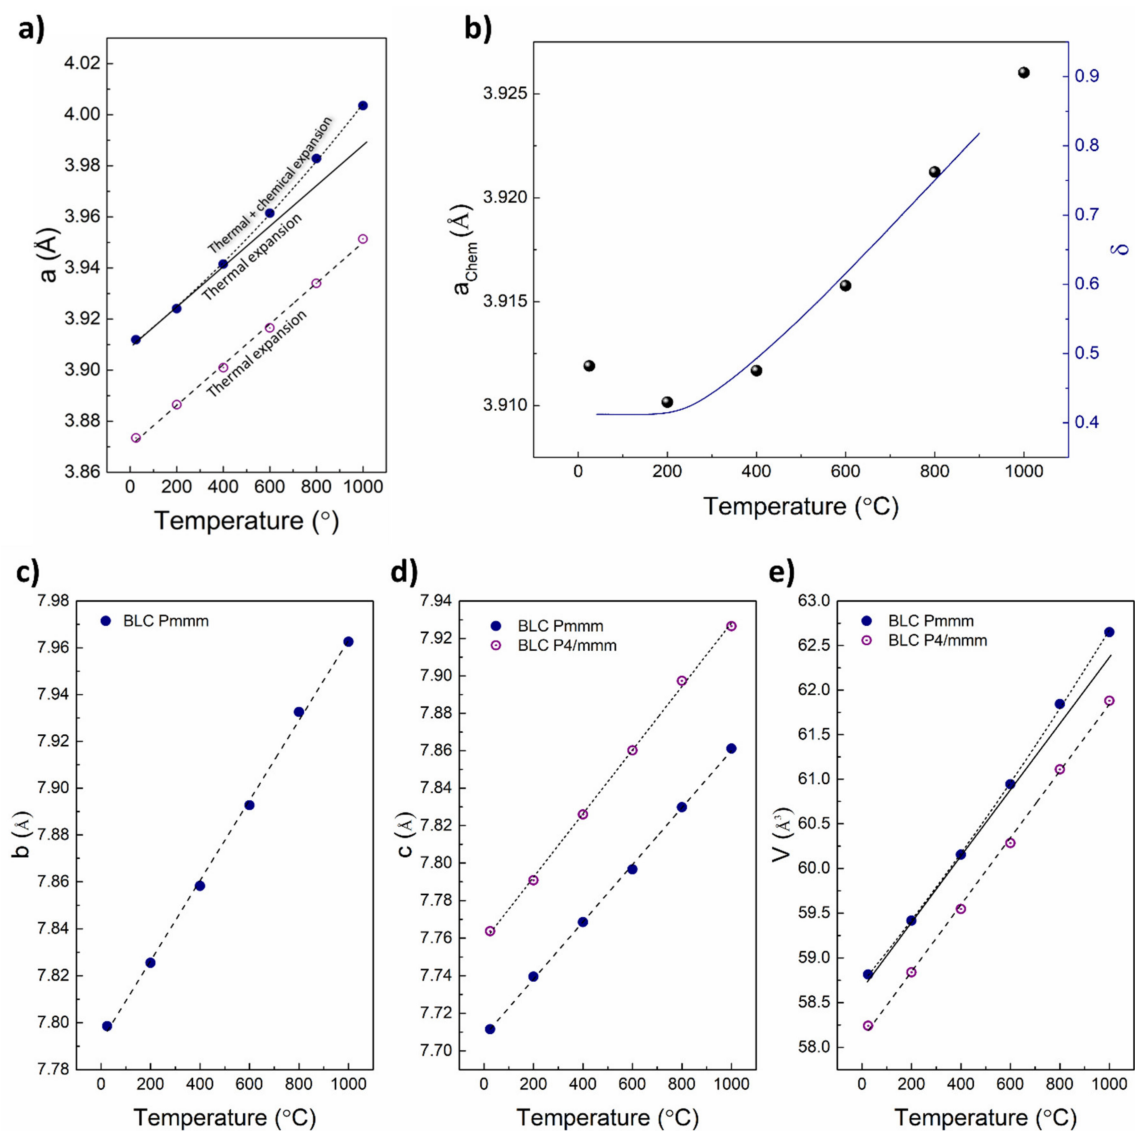 a)
4.02
4.00
3.98
3.96
3.94
3.92
3.90
3.88
3.86
a (Å)
Thermal + chemical expansion
Thermal expansion
Thermal expansion
0 200 400 600 800 1000
Temperature (°)
b)
3.925
3.920
3.915
3.910
a_Chem (Å)
0.9
0.8
0.7
0.6
0.5
0.4
δ
0 200 400 600 800 1000
Temperature (°C)
c)
7.98
7.96
7.94
7.92
7.90
7.88
7.86
7.84
7.82
7.80
7.78
b (Å)
BLC Pmmm
0 200 400 600 800 1000
Temperature (°C)
d)
7.94
7.92
7.90
7.88
7.86
7.84
7.82
7.80
7.78
7.76
7.74
7.72
7.70
c (Å)
BLC Pmmm
BLC P4/mmm
0 200 400 600 800 1000
Temperature (°C)
e)
63.0
62.5
62.0
61.5
61.0
60.5
60.0
59.5
59.0
58.5
58.0
V (Å³)
BLC Pmmm
BLC P4/mmm
0 200 400 600 800 1000
Temperature (°C)